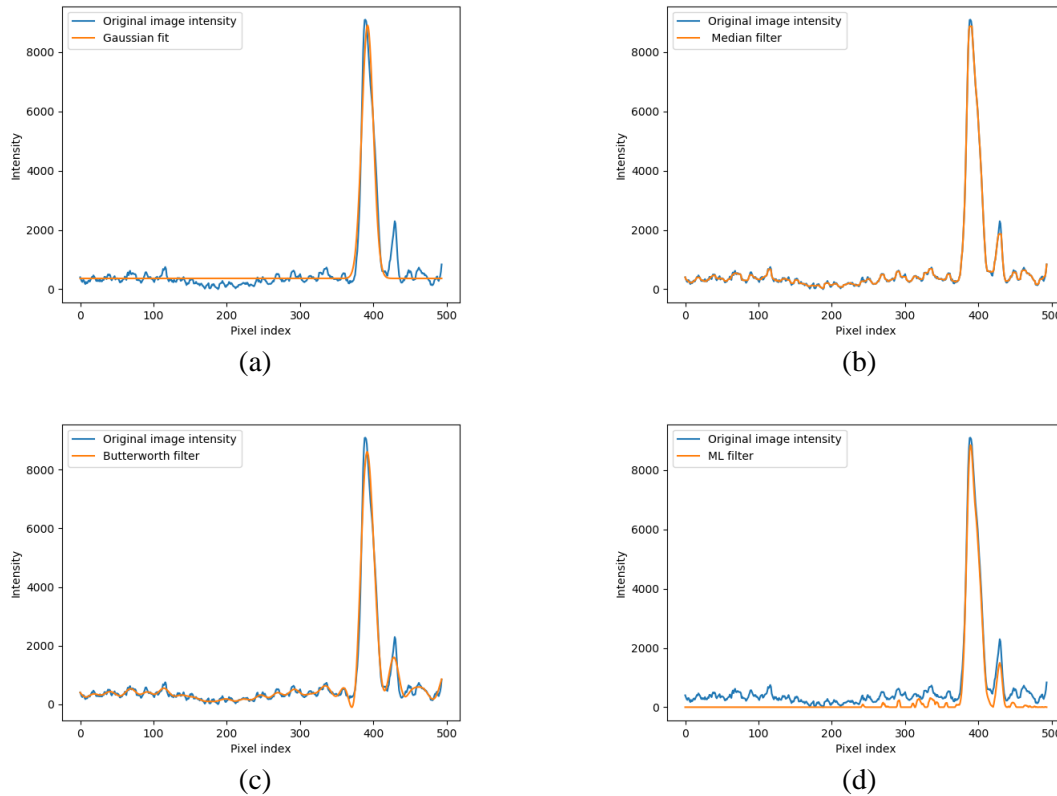 Original image intensity
Gaussian fit
8000
6000
4000
2000
0
Intensity
0 100 200 300 400 500
Pixel index
(a)
Original image intensity
Median filter
8000
6000
4000
2000
0
Intensity
0 100 200 300 400 500
Pixel index
(b)
Original image intensity
Butterworth filter
8000
6000
4000
2000
0
Intensity
0 100 200 300 400 500
Pixel index
(c)
Original image intensity
ML filter
8000
6000
4000
2000
0
Intensity
0 100 200 300 400 500
Pixel index
(d)